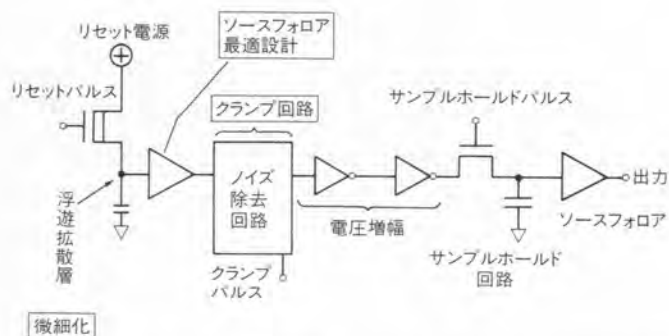 リセット電源
ソースフォロア
最適設計
リセットパルス
クランプ回路
サンプルホールドパルス
ノイズ
除去
回路
出力
浮遊拡散層
電圧増幅
ソースフォロア
クランプ
パルス
サンプルホールド
回路
微細化